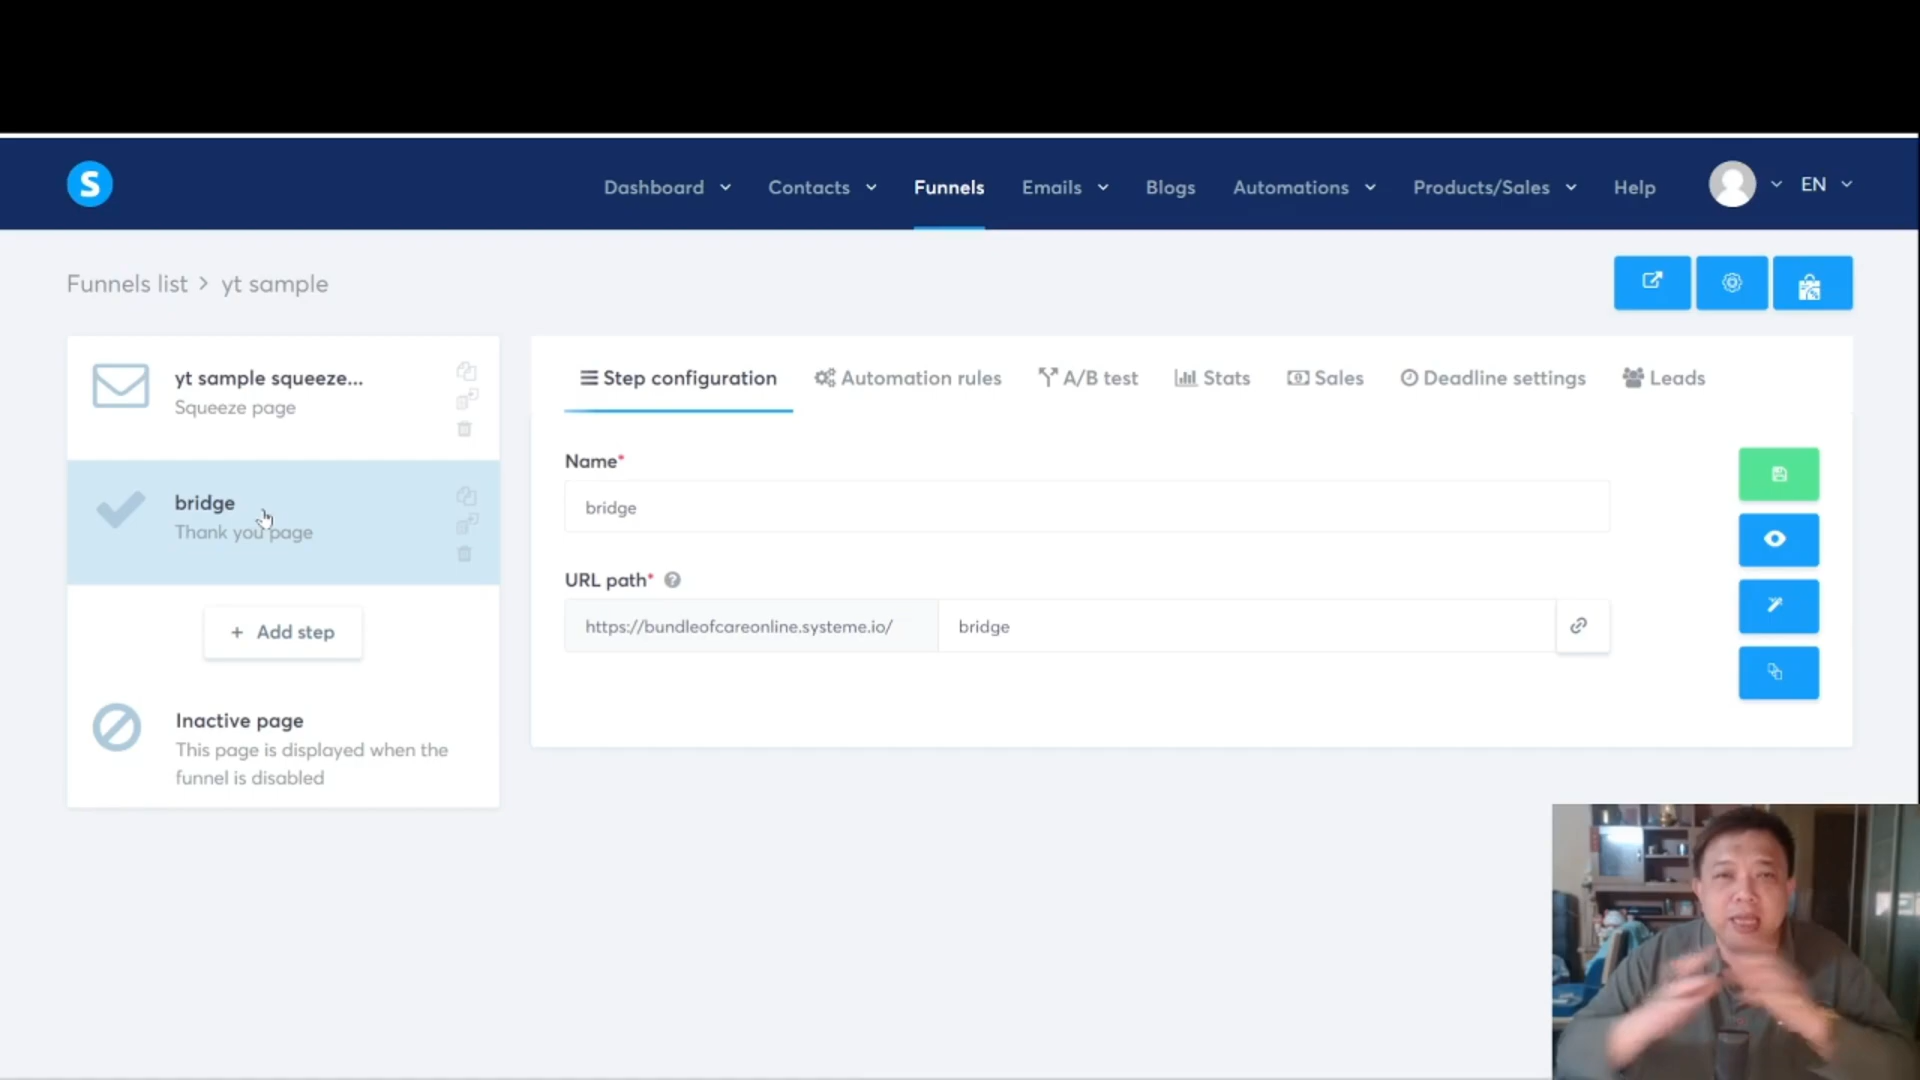 S
Dashboard
Contacts
Funnels
Emails
Blogs
Automations
Products/Sales
Help
EN
Funnels list > yt sample
yt sample squeeze...
Squeeze page
bridge
Thank you page
+ Add step
Inactive page
This page is displayed when the
funnel is disabled
Step configuration
Automation rules
A/B test
Stats
Sales
Deadline settings
Leads
Name*
bridge
URL path* ?
https://bundleofcareonline.systeme.io/
bridge